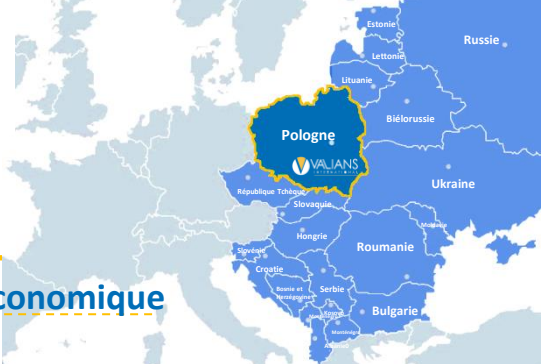 Estonie
Russie
Lettonie
Lituanie
Biélorussie
Pologne
VALIANS
INTERNATIONAL
Ukraine
République Tchèque
Slovaquie
Hongrie
Moldavie
Slovénie
Roumanie
Croatie
Bosnie et
Herzégovine
Serbie
conomique
Kosovo
Bulgarie